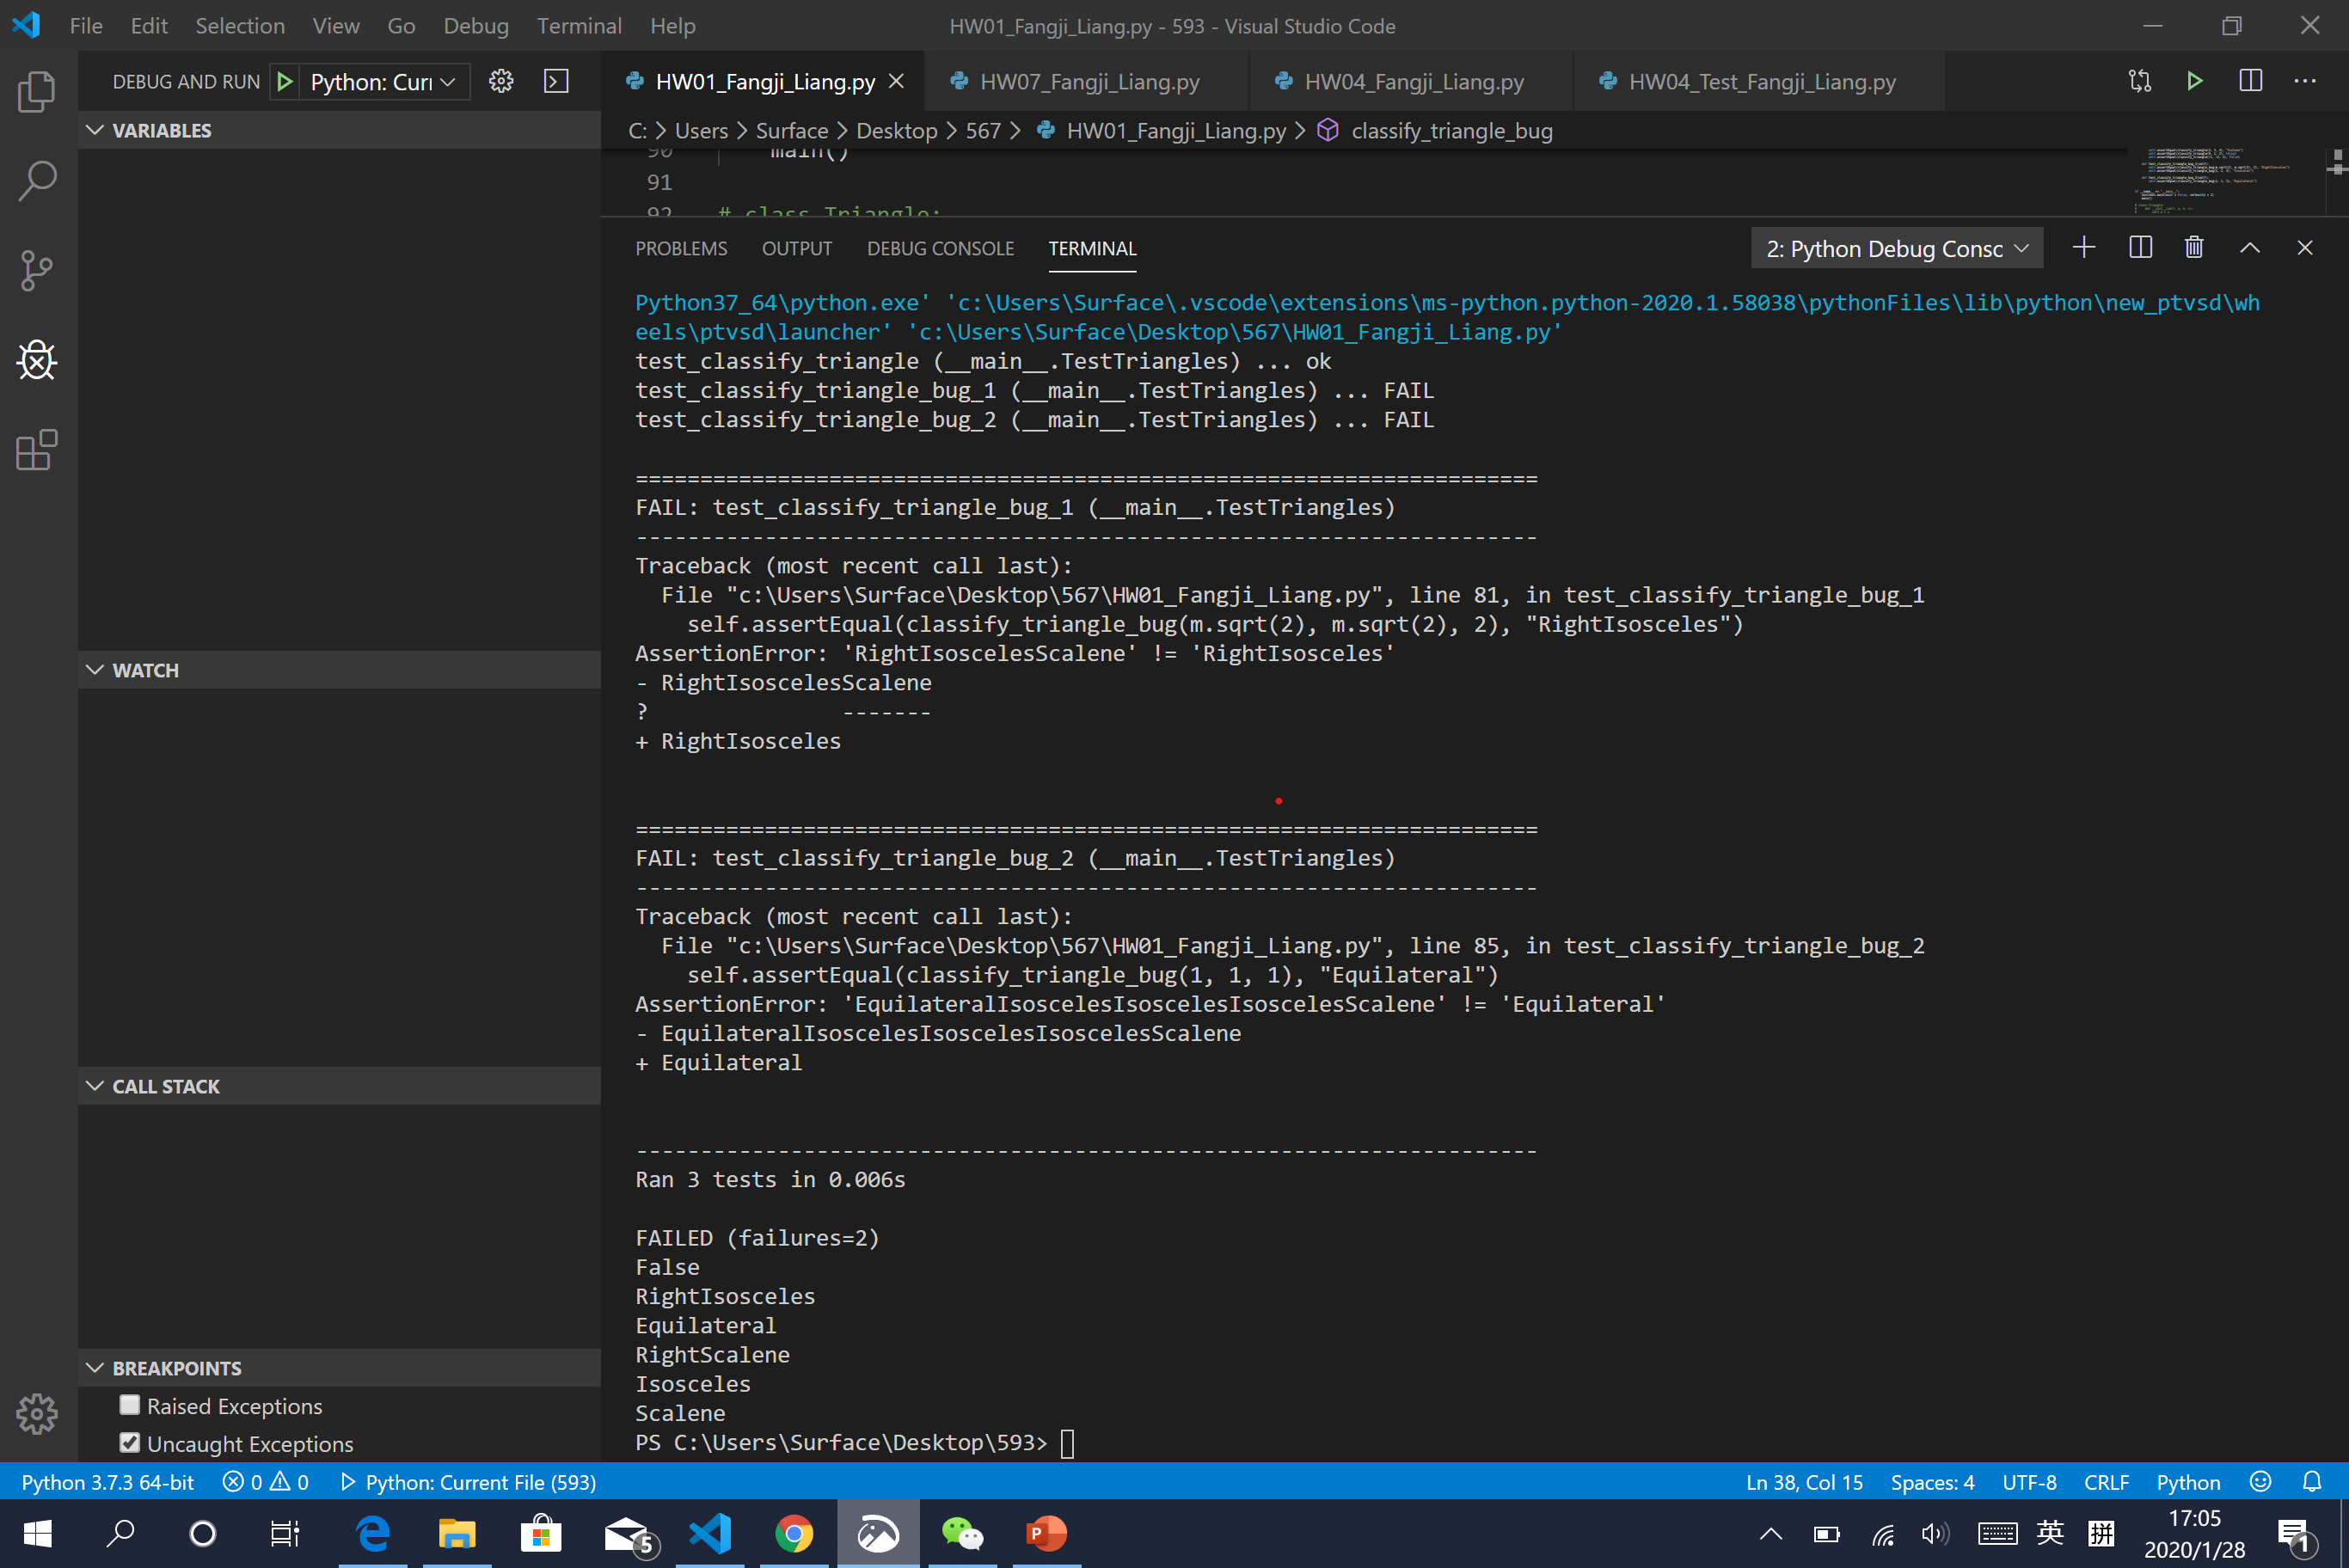 File Edit Selection View Go Debug Terminal Help
HW01_Fangji_Liang.py - 593 - Visual Studio Code
DEBUG AND RUN Python: Curr
HW01_Fangji_Liang.py HW07_Fangji_Liang.py HW04_Fangji_Liang.py HW04_Test_Fangji_Liang.py
VARIABLES
C: > Users > Surface > Desktop > 567 > HW01_Fangji_Liang.py > classify_triangle_bug
90 main()
91
92 # class Triangle:
PROBLEMS OUTPUT DEBUG CONSOLE TERMINAL
2: Python Debug Consc
Python37_64\python.exe' 'c:\Users\Surface\.vscode\extensions\ms-python.python-2020.1.58038\pythonFiles\lib\python\new_ptvsd\wh
eels\ptvsd\launcher' 'c:\Users\Surface\Desktop\567\HW01_Fangji_Liang.py'
test_classify_triangle (__main__.TestTriangles) ... ok
test_classify_triangle_bug_1 (__main__.TestTriangles) ... FAIL
test_classify_triangle_bug_2 (__main__.TestTriangles) ... FAIL
======================================================================
FAIL: test_classify_triangle_bug_1 (__main__.TestTriangles)
----------------------------------------------------------------------
Traceback (most recent call last):
File "c:\Users\Surface\Desktop\567\HW01_Fangji_Liang.py", line 81, in test_classify_triangle_bug_1
self.assertEqual(classify_triangle_bug(m.sqrt(2), m.sqrt(2), 2), "RightIsosceles")
AssertionError: 'RightIsoscelesScalene' != 'RightIsosceles'
- RightIsoscelesScalene
? -------
+ RightIsosceles
======================================================================
FAIL: test_classify_triangle_bug_2 (__main__.TestTriangles)
----------------------------------------------------------------------
Traceback (most recent call last):
File "c:\Users\Surface\Desktop\567\HW01_Fangji_Liang.py", line 85, in test_classify_triangle_bug_2
self.assertEqual(classify_triangle_bug(1, 1, 1), "Equilateral")
AssertionError: 'EquilateralIsoscelesIsoscelesIsoscelesScalene' != 'Equilateral'
- EquilateralIsoscelesIsoscelesIsoscelesScalene
+ Equilateral
----------------------------------------------------------------------
Ran 3 tests in 0.006s
FAILED (failures=2)
False
RightIsosceles
Equilateral
RightScalene
Isosceles
Scalene
PS C:\Users\Surface\Desktop\593>
WATCH
CALL STACK
BREAKPOINTS
Raised Exceptions
Uncaught Exceptions
Python 3.7.3 64-bit 0 0 Python: Current File (593)
Ln 38, Col 15 Spaces: 4 UTF-8 CRLF Python
5
P
英
拼
17:05
2020/1/28
1